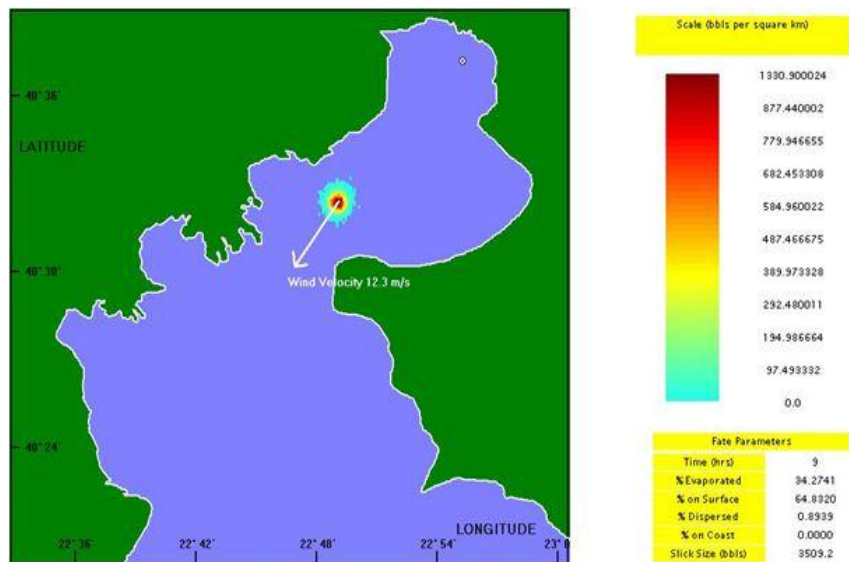 Scale (bbls per square km)
1330.900024
877.440002
779.946655
682.453308
584.960022
487.466675
389.973328
292.480011
194.986664
97.493332
0.0
40° 36'
LATITUDE
40° 30'
Wind Velocity 12.3 m/s
40° 24'
LONGITUDE
22° 36' 22° 42' 22° 48' 22° 54' 23° 0
Fate Parameters
Time (hrs) 9
% Evaporated 34.2741
% on Surface 64.8320
% Dispersed 0.8939
% on Coast 0.0000
Slick Size (bbls) 3509.2